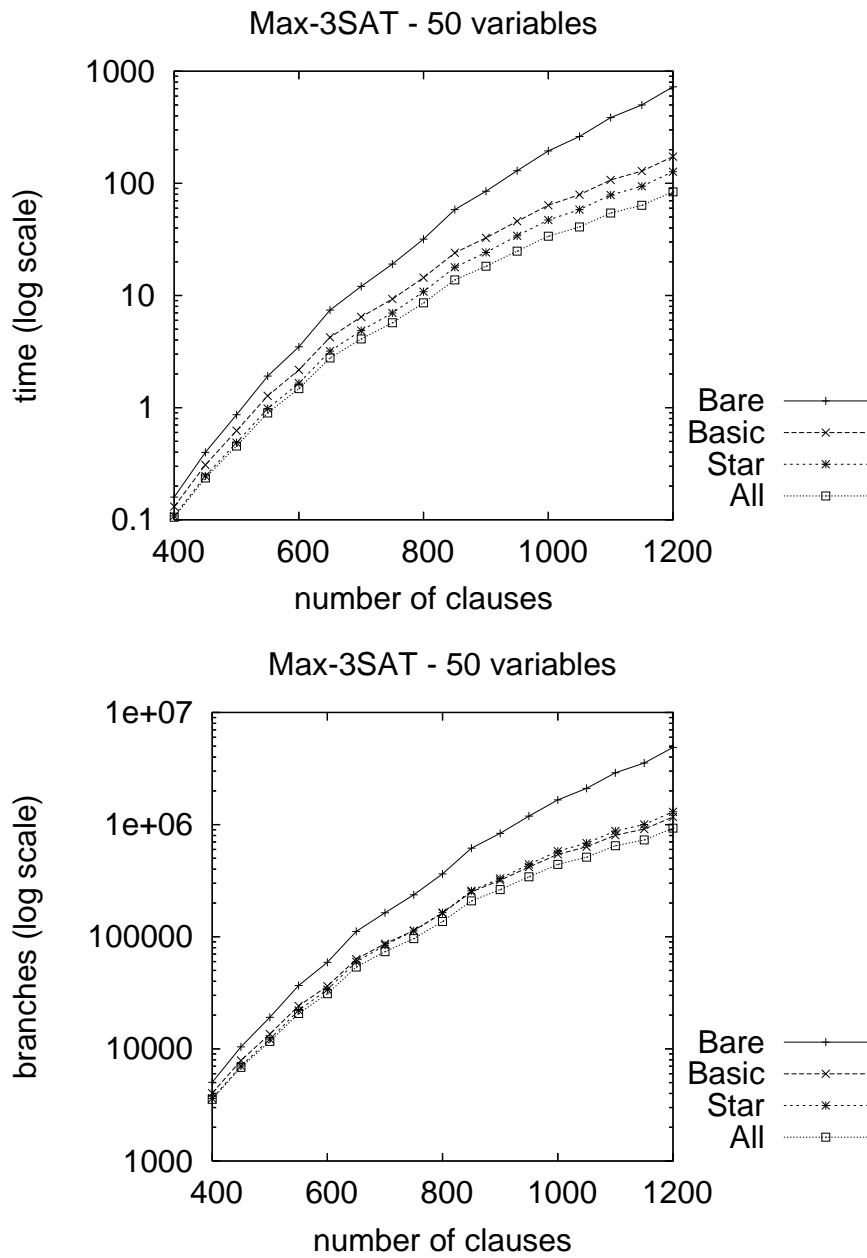 Max-3SAT - 50 variables
1000
100
10
1
0.1
time (log scale)
400 600 800 1000 1200
number of clauses
Bare
Basic
Star
All
Max-3SAT - 50 variables
1e+07
1e+06
100000
10000
1000
branches (log scale)
400 600 800 1000 1200
number of clauses
Bare
Basic
Star
All